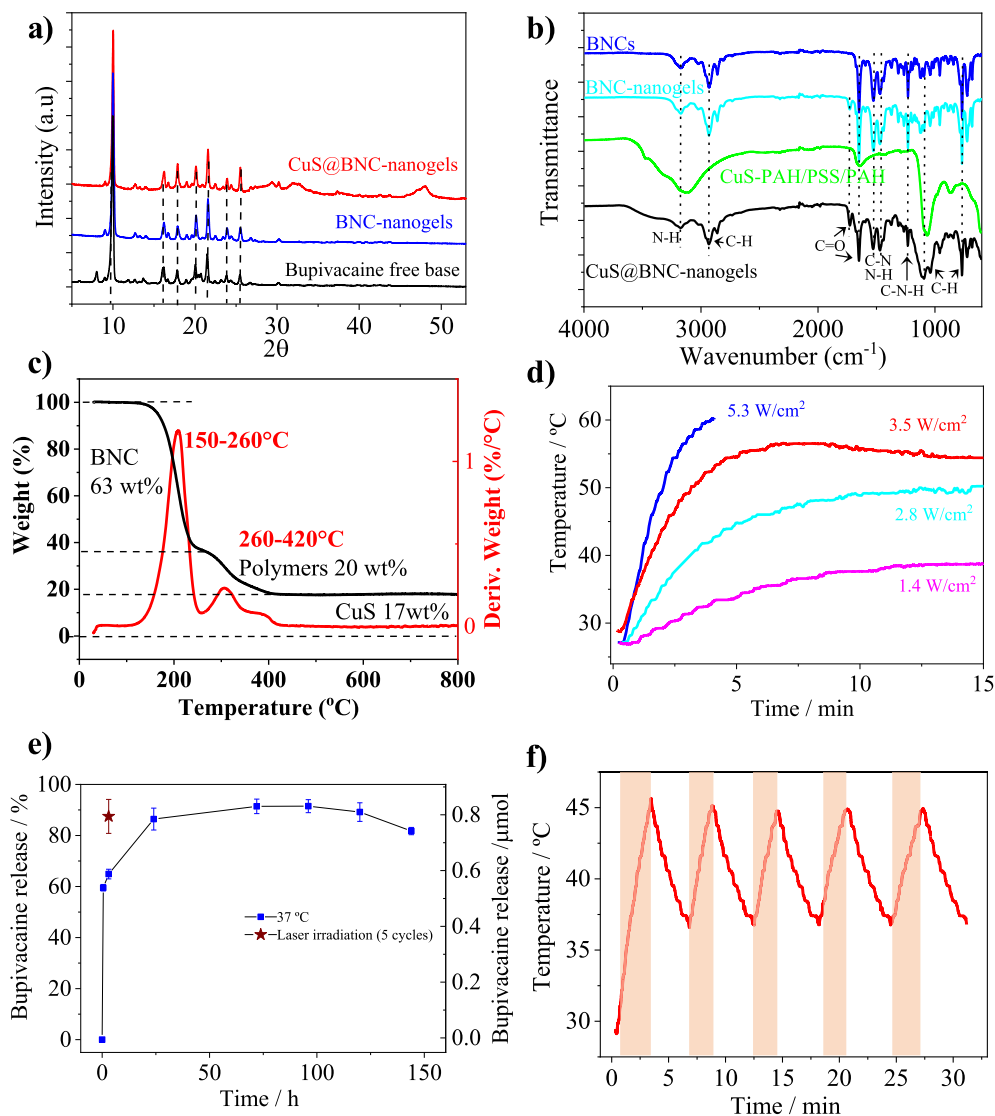 a)
Intensity (a.u)
CuS@BNC-nanogels
BNC-nanogels
Bupivacaine free base
10 20 30 40 50
2θ
b)
Transmittance
BNCs
BNC-nanogels
CuS-PAH/PSS/PAH
N-H
C-H
C=O
C-N
N-H
C-N-H
C-H
CuS@BNC-nanogels
4000 3000 2000 1000
Wavenumber (cm⁻¹)
c)
Weight (%)
100
80
60
40
20
0
BNC
63 wt%
150-260°C
260-420°C
Polymers 20 wt%
CuS 17wt%
1
0
Deriv. Weight (%/°C)
0 200 400 600 800
Temperature (ºC)
d)
Temperature / ºC
60
50
40
30
5.3 W/cm²
3.5 W/cm²
2.8 W/cm²
1.4 W/cm²
0 5 10 15
Time / min
e)
Bupivacaine release / %
100
80
60
40
20
0
37 ºC
Laser irradiation (5 cycles)
0.8
0.6
0.4
0.2
0.0
Bupivacaine release /μmol
0 50 100 150
Time / h
f)
Temperature / ºC
45
40
35
30
0 5 10 15 20 25 30
Time / min